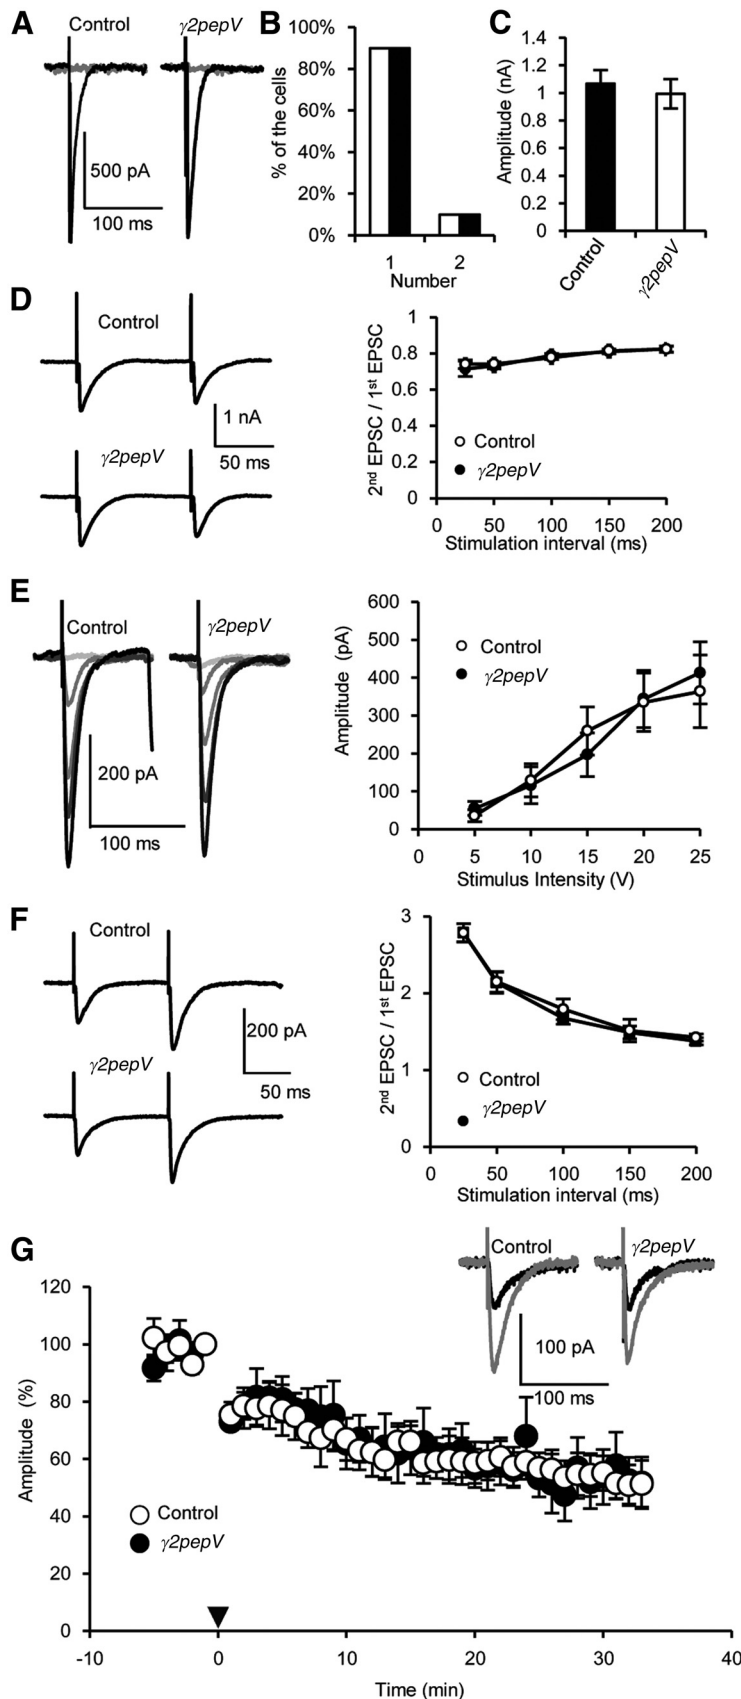 A
Control
γ2pepV
500 pA
100 ms
B
% of the cells
100%
80%
60%
40%
20%
0%
1
2
Number
C
Amplitude (nA)
1.4
1.2
1
0.8
0.6
0.4
0.2
0
Control
γ2pepV
D
Control
γ2pepV
1 nA
50 ms
2nd EPSC / 1st EPSC
1
0.8
0.6
0.4
0.2
0
Control
γ2pepV
0 50 100 150 200
Stimulation interval (ms)
E
Control
γ2pepV
200 pA
100 ms
Amplitude (pA)
600
500
400
300
200
100
0
Control
γ2pepV
0 5 10 15 20 25
Stimulus Intensity (V)
F
Control
γ2pepV
200 pA
50 ms
2nd EPSC / 1st EPSC
3
2
1
0
Control
γ2pepV
0 50 100 150 200
Stimulation interval (ms)
G
Control
γ2pepV
100 pA
100 ms
Amplitude (%)
120
100
80
60
40
20
0
Control
γ2pepV
-10 0 10 20 30 40
Time (min)